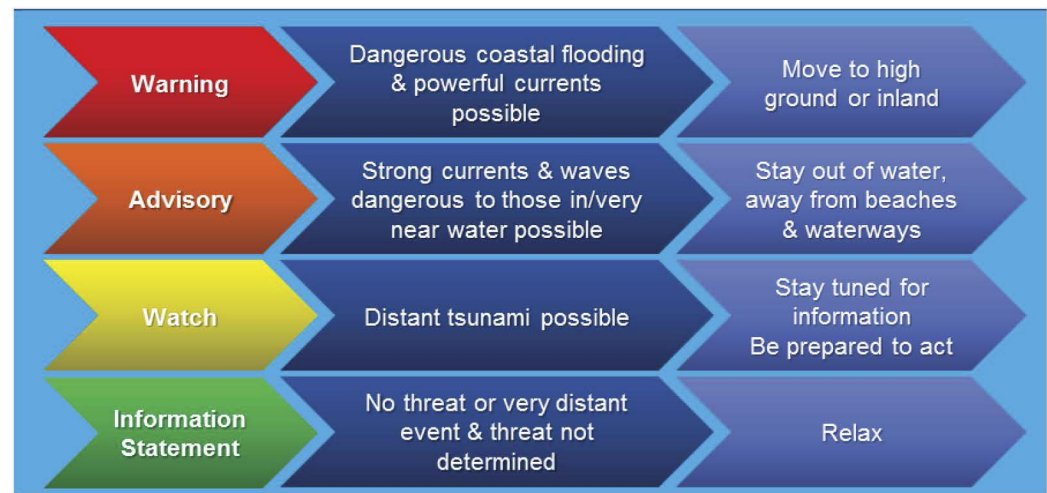 Warning
Dangerous coastal flooding
& powerful currents
possible
Move to high
ground or inland
Advisory
Strong currents & waves
dangerous to those in/very
near water possible
Stay out of water,
away from beaches
& waterways
Watch
Distant tsunami possible
Stay tuned for
information
Be prepared to act
Information
Statement
No threat or very distant
event & threat not
determined
Relax